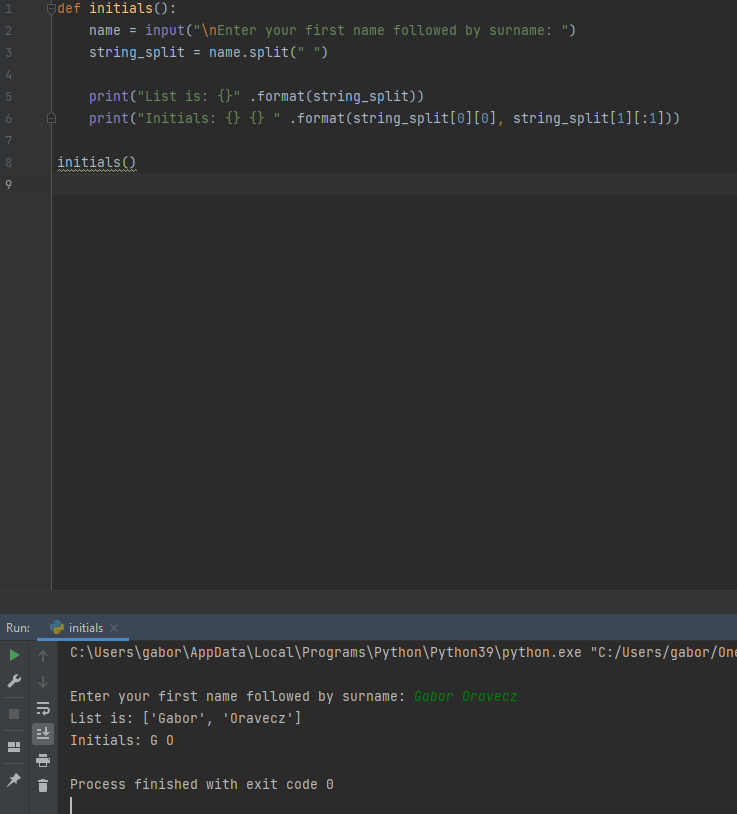 1 def initials():
2     name = input("\nEnter your first name followed by surname: ")
3     string_split = name.split(" ")
4
5     print("List is: {}" .format(string_split))
6     print("Initials: {} {} " .format(string_split[0][0], string_split[1][:1]))
7
8 initials()
9
Run: initials
C:\Users\gabor\AppData\Local\Programs\Python\Python39\python.exe "C:/Users/gabor/One
Enter your first name followed by surname: Gabor Oravecz
List is: ['Gabor', 'Oravecz']
Initials: G O
Process finished with exit code 0